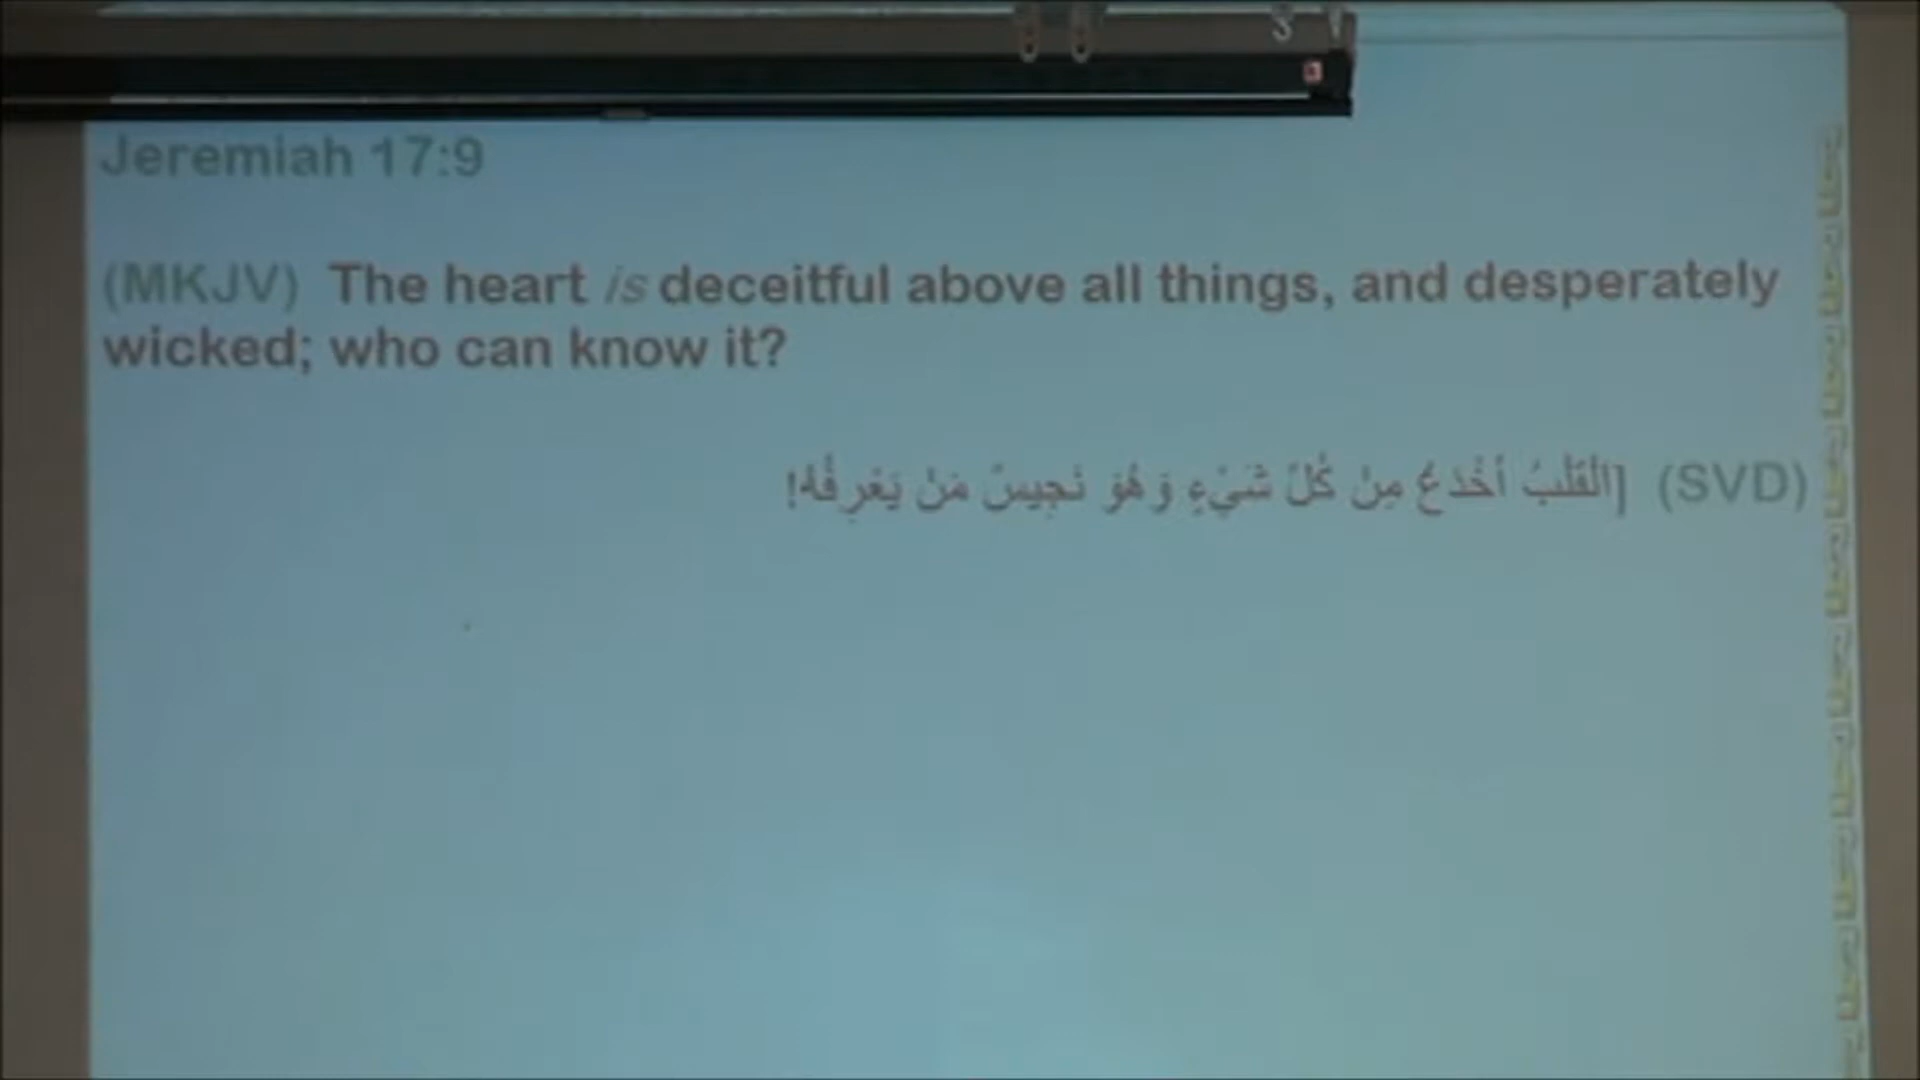 Jeremiah 17:9
(MKJV) The heart is deceitful above all things, and desperately
wicked; who can know it?
(SVD) [اَلْقَلْبُ أَخْدَعُ مِنْ كُلِّ شَيْءٍ وَهُوَ نَجِيسٌ مَنْ يَعْرِفُهُ!